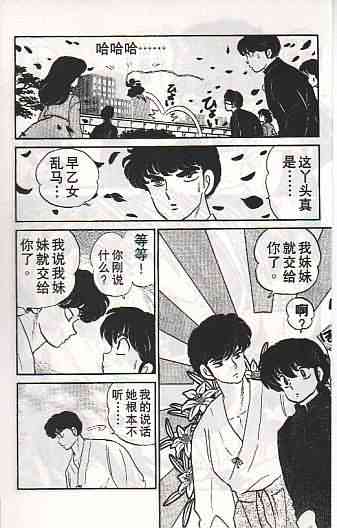 哈哈哈……
这丫头真
是……
早乙女
乱马…
我妹妹
就交给
你了。
啊?
等等!
你刚说
什么?
我说我妹
妹就交给
你了。
我的说话
她根本不
听……